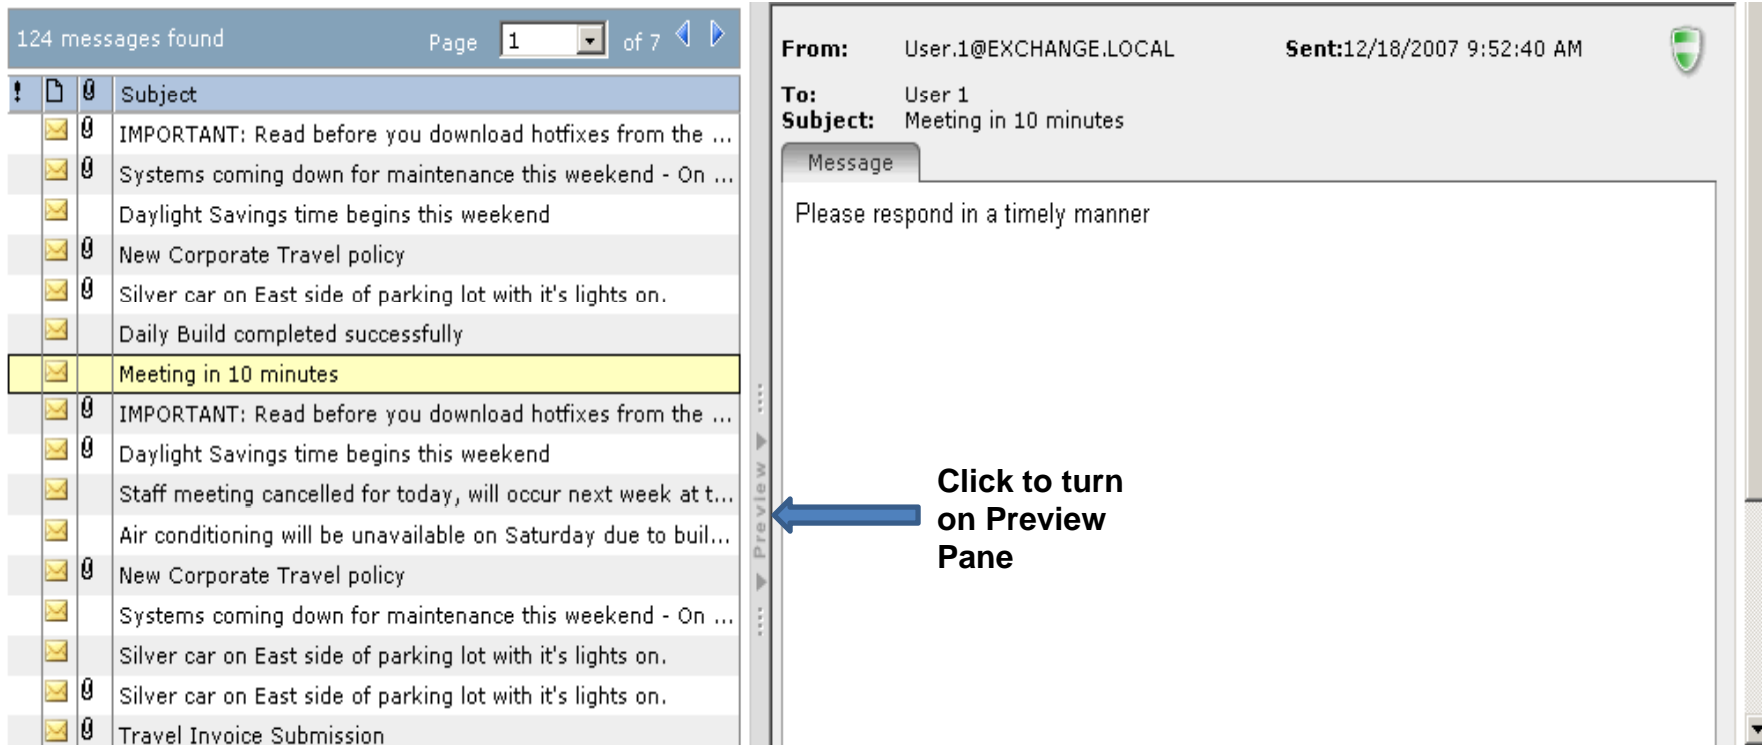 124 messages found Page 1 of 7
Subject
IMPORTANT: Read before you download hotfixes from the ...
Systems coming down for maintenance this weekend - On ...
Daylight Savings time begins this weekend
New Corporate Travel policy
Silver car on East side of parking lot with it's lights on.
Daily Build completed successfully
Meeting in 10 minutes
IMPORTANT: Read before you download hotfixes from the ...
Daylight Savings time begins this weekend
Staff meeting cancelled for today, will occur next week at t...
Air conditioning will be unavailable on Saturday due to buil...
New Corporate Travel policy
Systems coming down for maintenance this weekend - On ...
Silver car on East side of parking lot with it's lights on.
Silver car on East side of parking lot with it's lights on.
Travel Invoice Submission
Preview
From: User.1@EXCHANGE.LOCAL Sent:12/18/2007 9:52:40 AM
To: User 1
Subject: Meeting in 10 minutes
Message
Please respond in a timely manner
Click to turn
on Preview
Pane